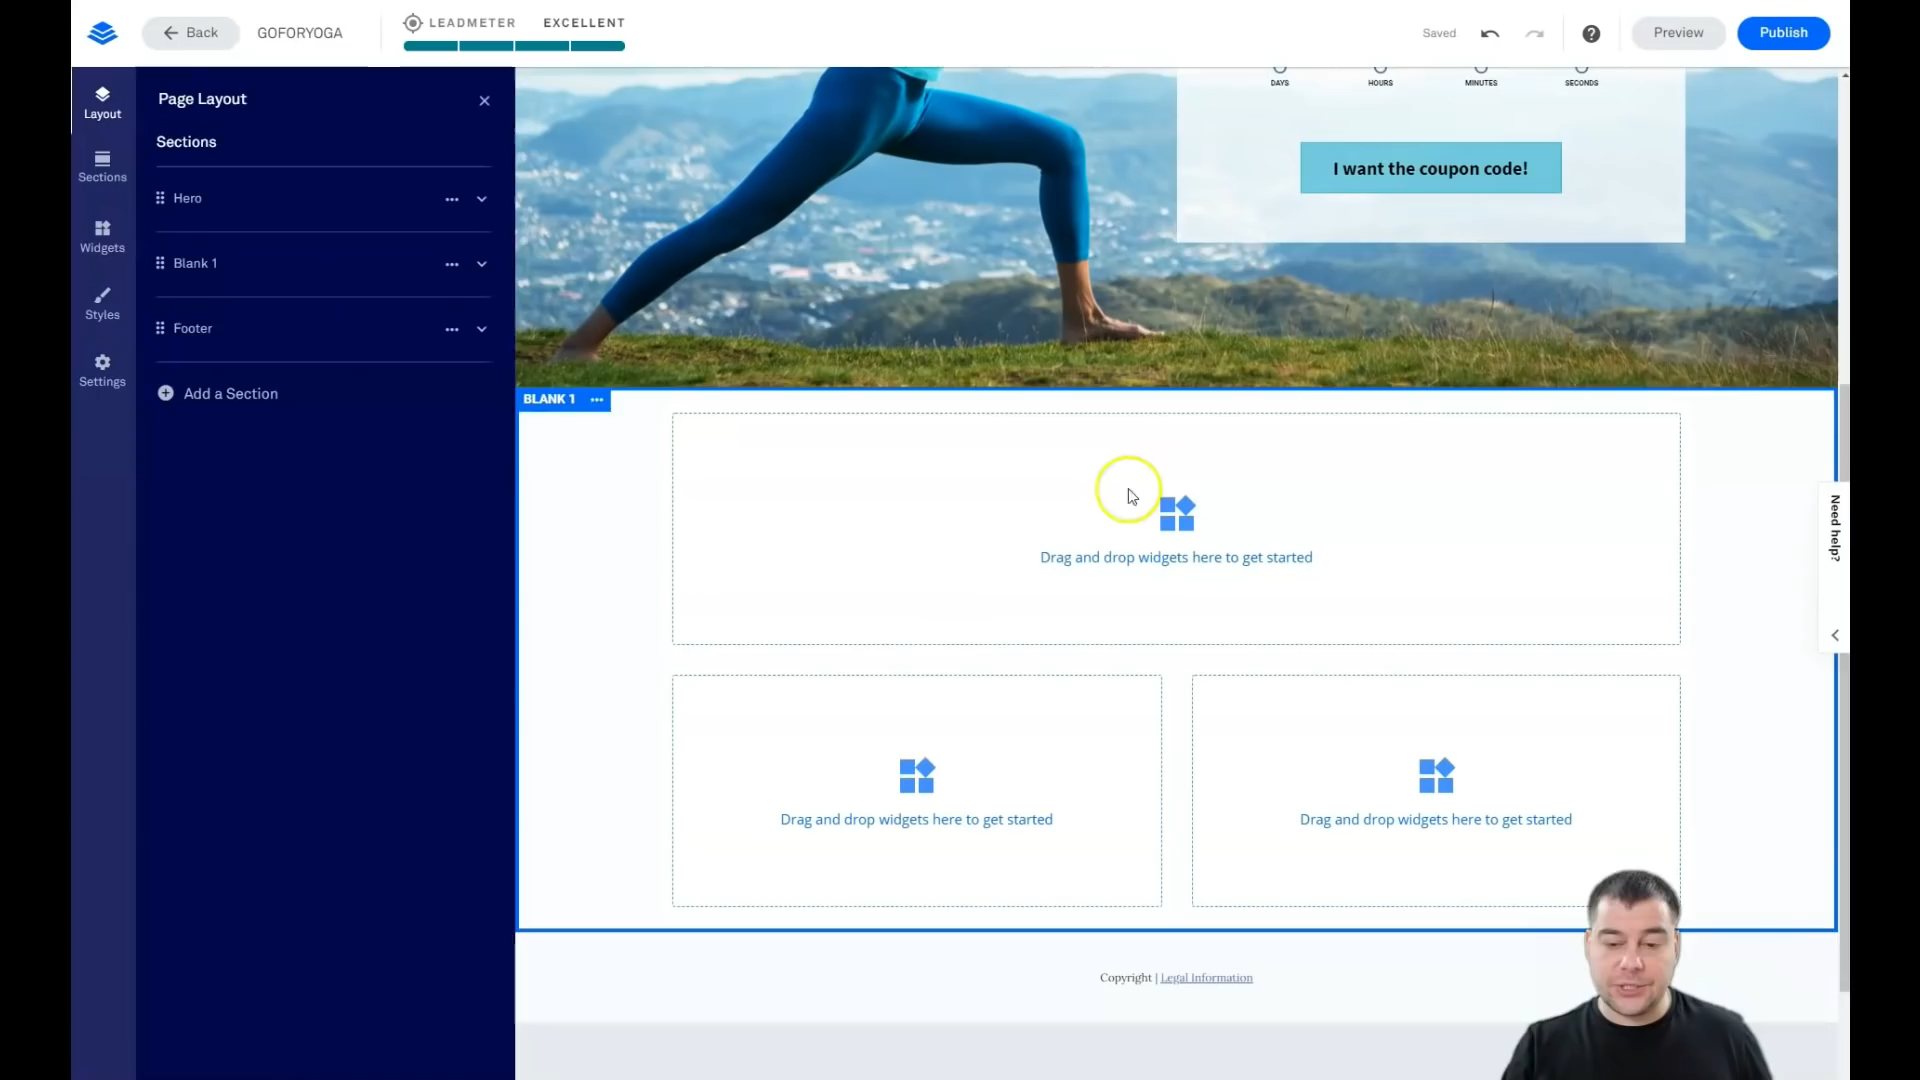 Back
GOFORYOGA
LEADMETER EXCELLENT
Saved
Preview
Publish
Layout
Sections
Widgets
Styles
Settings
Page Layout
Sections
Hero
Blank 1
Footer
Add a Section
DAYS HOURS MINUTES SECONDS
I want the coupon code!
BLANK 1
Drag and drop widgets here to get started
Drag and drop widgets here to get started
Drag and drop widgets here to get started
Copyright | Legal Information
Need help?